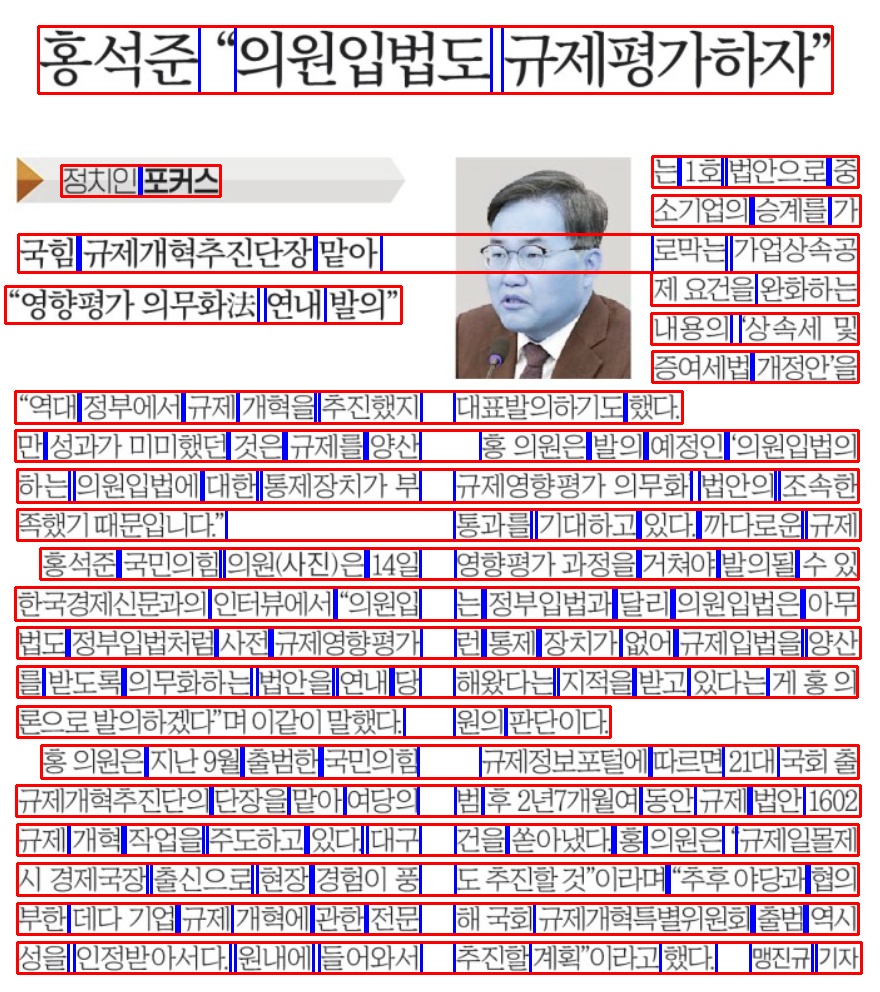 홍석준 “의원입법도 규제평가하자”
정치인 포커스
국힘 규제개혁추진단장 맡아
“영향평가 의무화法 연내 발의”
“역대 정부에서 규제 개혁을 추진했지
만 성과가 미미했던 것은 규제를 양산
하는 의원입법에 대한 통제장치가 부
족했기 때문입니다.”
홍석준 국민의힘 의원(사진)은 14일
한국경제신문과의 인터뷰에서 “의원입
법도 정부입법처럼 사전 규제영향평가
를 받도록 의무화하는 법안을 연내 당
론으로 발의하겠다”며 이같이 말했다.
홍 의원은 지난 9월 출범한 국민의힘
규제개혁추진단의 단장을 맡아 여당의
규제 개혁 작업을 주도하고 있다. 대구
시 경제국장 출신으로 현장 경험이 풍
부한 데다 기업 규제 개혁에 관한 전문
성을 인정받아서다. 원내에 들어와서
는 1호 법안으로 중
소기업의 승계를 가
로막는 가업상속공
제 요건을 완화하는
내용의 ‘상속세 및
증여세법 개정안’을
대표발의하기도 했다.
홍 의원은 발의 예정인 ‘의원입법의
규제영향평가 의무화’ 법안의 조속한
통과를 기대하고 있다. 까다로운 규제
영향평가 과정을 거쳐야 발의될 수 있
는 정부입법과 달리 의원입법은 아무
런 통제 장치가 없어 규제입법을 양산
해왔다는 지적을 받고 있다는 게 홍 의
원의 판단이다.
규제정보포털에 따르면 21대 국회 출
범 후 2년7개월여 동안 규제 법안 1602
건을 쏟아냈다. 홍 의원은 “규제일몰제
도 추진할 것”이라며 “추후 야당과 협의
해 국회 규제개혁특별위원회 출범 역시
추진할 계획”이라고 했다. 맹진규 기자